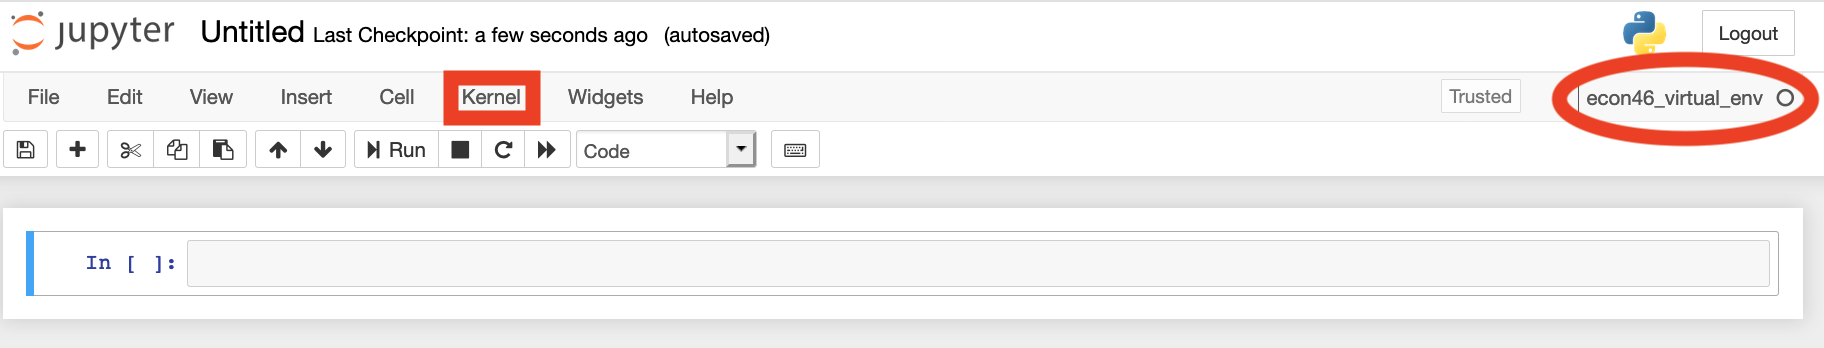 jupyter Untitled Last Checkpoint: a few seconds ago (autosaved) Logout
File Edit View Insert Cell Kernel Widgets Help Trusted econ46_virtual_env
Run Code
In [ ]: